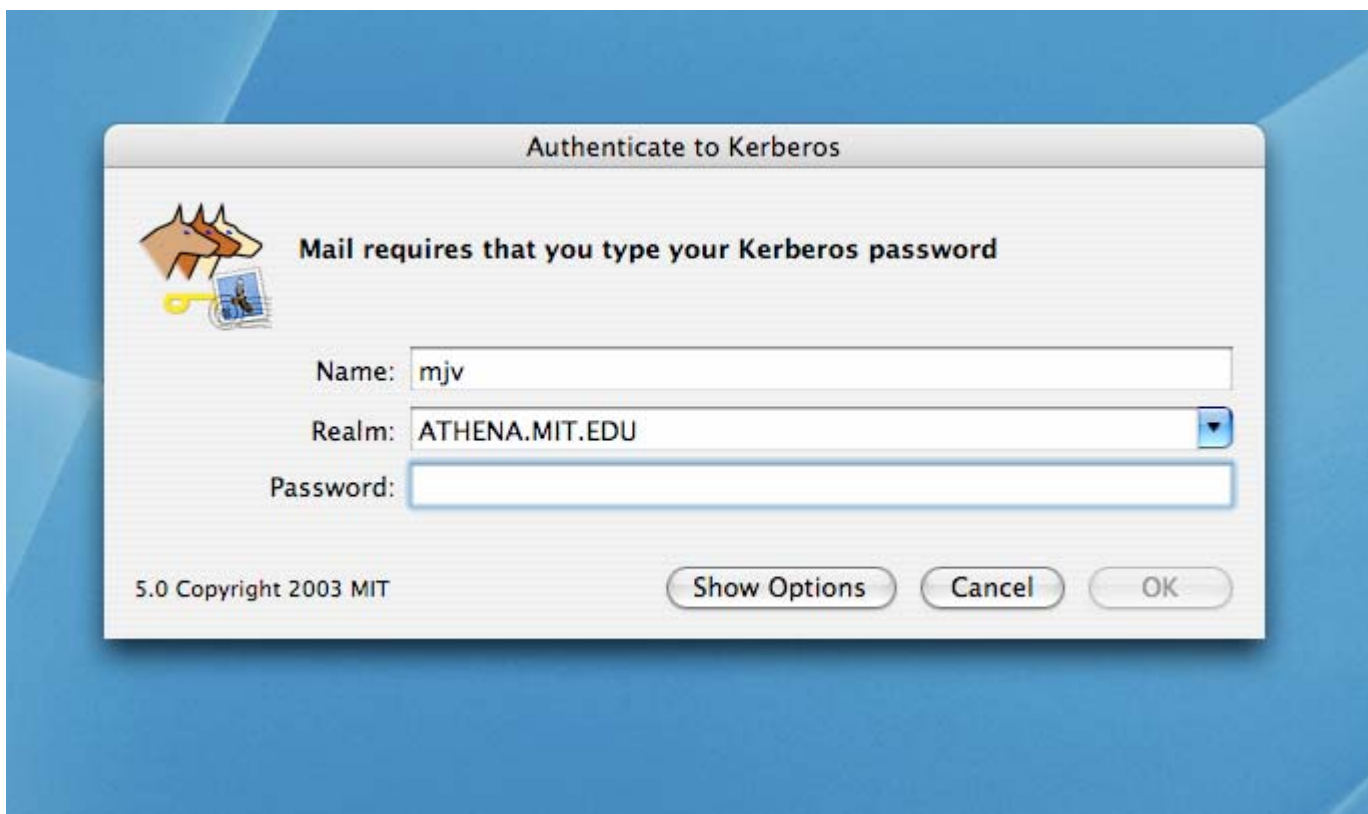 Authenticate to Kerberos
Mail requires that you type your Kerberos password
Name: mjv
Realm: ATHENA.MIT.EDU
Password:
5.0 Copyright 2003 MIT Show Options Cancel OK